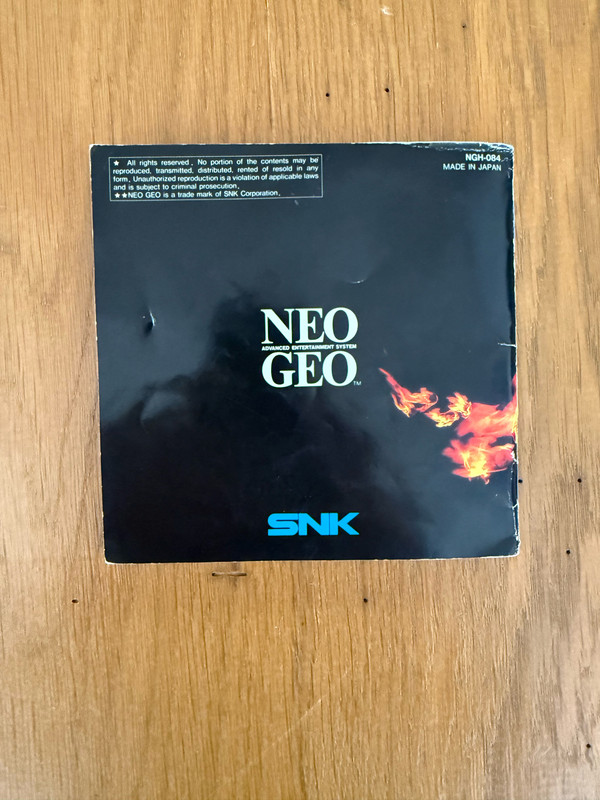 ★ All rights reserved. No portion of the contents may be
reproduced, transmitted, distributed, rented of resold in any
form. Unauthorized reproduction is a violation of applicable laws
and is subject to criminal prosecution.
★★NEO GEO is a trade mark of SNK Corporation.
NGH-084
MADE IN JAPAN
NEO
ADVANCED ENTERTAINMENT SYSTEM
GEO TM
SNK